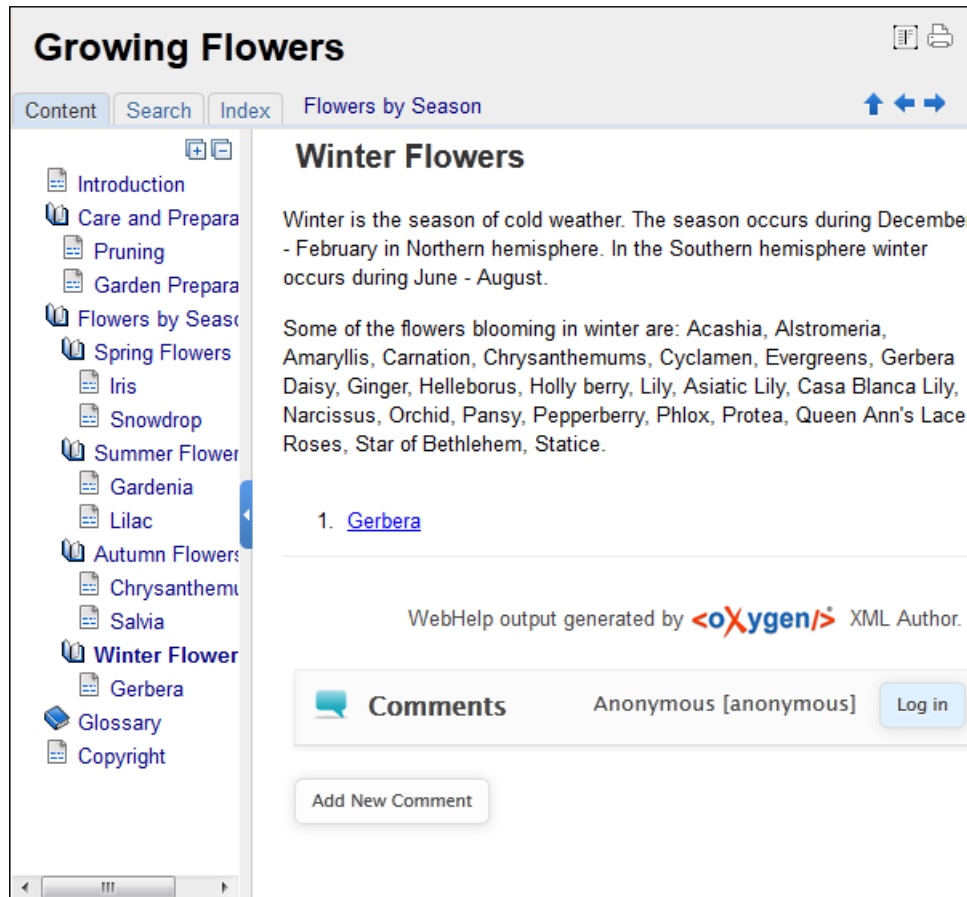 Growing Flowers
Content Search Index Flowers by Season
Winter Flowers
Introduction
Care and Prepara
Pruning
Garden Prepara
Flowers by Seaso
Spring Flowers
Iris
Snowdrop
Summer Flower
Gardenia
Lilac
Autumn Flowers
Chrysanthemu
Salvia
Winter Flower
Gerbera
Glossary
Copyright
Winter is the season of cold weather. The season occurs during December
- February in Northern hemisphere. In the Southern hemisphere winter
occurs during June - August.
Some of the flowers blooming in winter are: Acashia, Alstromeria,
Amaryllis, Carnation, Chrysanthemums, Cyclamen, Evergreens, Gerbera
Daisy, Ginger, Helleborus, Holly berry, Lily, Asiatic Lily, Casa Blanca Lily,
Narcissus, Orchid, Pansy, Pepperberry, Phlox, Protea, Queen Ann's Lace
Roses, Star of Bethlehem, Statice.
1. Gerbera
WebHelp output generated by <oXygen/> XML Author.
Comments Anonymous [anonymous] Log in
Add New Comment